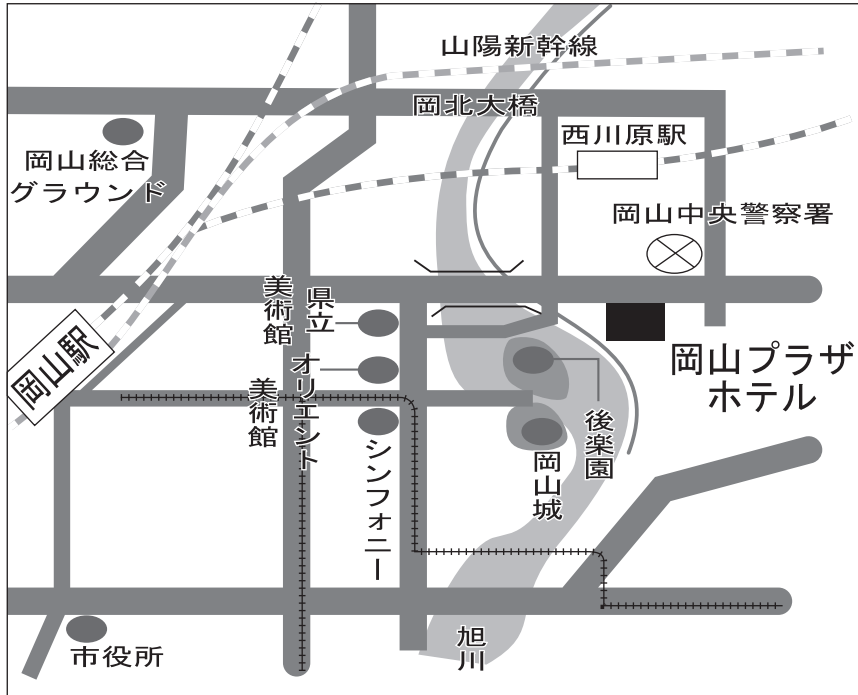 山陽新幹線
岡北大橋
西川原駅
岡山総合
グラウンド
岡山中央警察署
県立
美術館
岡山駅
オリエント
美術館
岡山プラザ
ホテル
後楽園
岡山城
シンフォニー
旭川
市役所